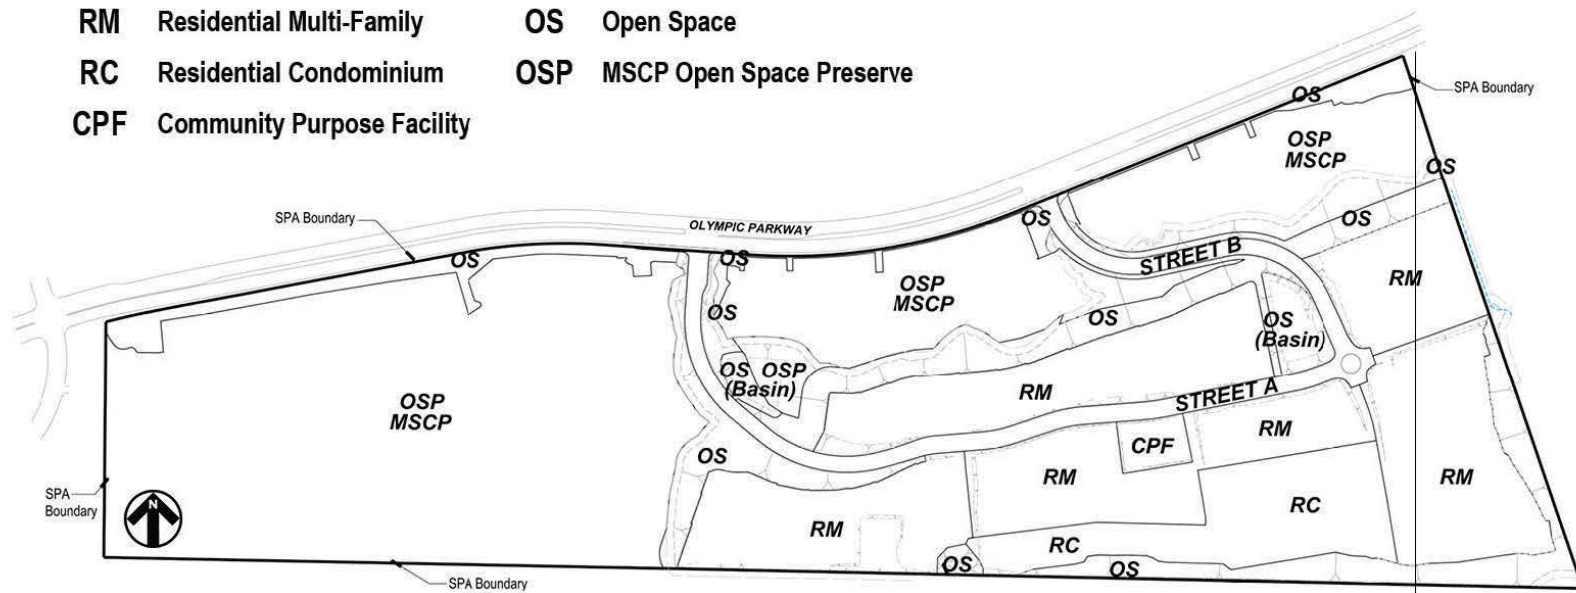 RM Residential Multi-Family OS Open Space
RC Residential Condominium OSP MSCP Open Space Preserve
CPF Community Purpose Facility
SPA Boundary
OS
OSP
MSCP
OS
SPA Boundary
OLYMPIC PARKWAY
OS
OS
STREET B
OS
OS
RM
OSP
MSCP
OS
OS
OS
(Basin)
OS
(Basin)
OSP
RM
STREET A
OSP
MSCP
RM
CPF
OS
RM
RM
RC
SPA
Boundary
N
RM
RC
OS
OS
SPA Boundary